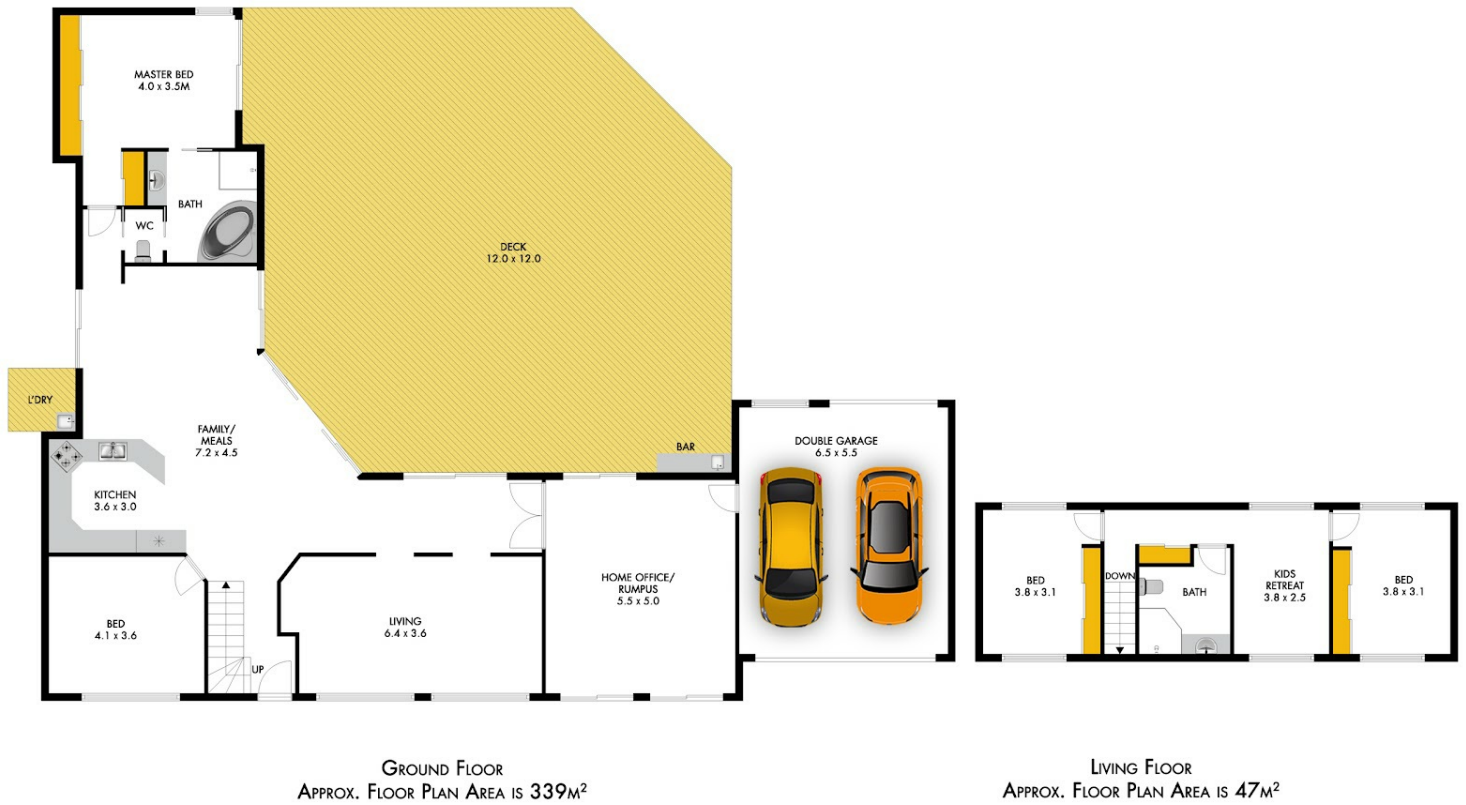 MASTER BED
4.0 x 3.5M
BATH
WC
DECK
12.0 x 12.0
L'DRY
FAMILY/
MEALS
7.2 x 4.5
BAR
DOUBLE GARAGE
6.5 x 5.5
KITCHEN
3.6 x 3.0
HOME OFFICE/
RUMPUS
5.5 x 5.0
BED
4.1 x 3.6
LIVING
6.4 x 3.6
UP
BED
3.8 x 3.1
DOWN
BATH
KIDS
RETREAT
3.8 x 2.5
BED
3.8 x 3.1
GROUND FLOOR
APPROX. FLOOR PLAN AREA IS 339M²
LIVING FLOOR
APPROX. FLOOR PLAN AREA IS 47M²